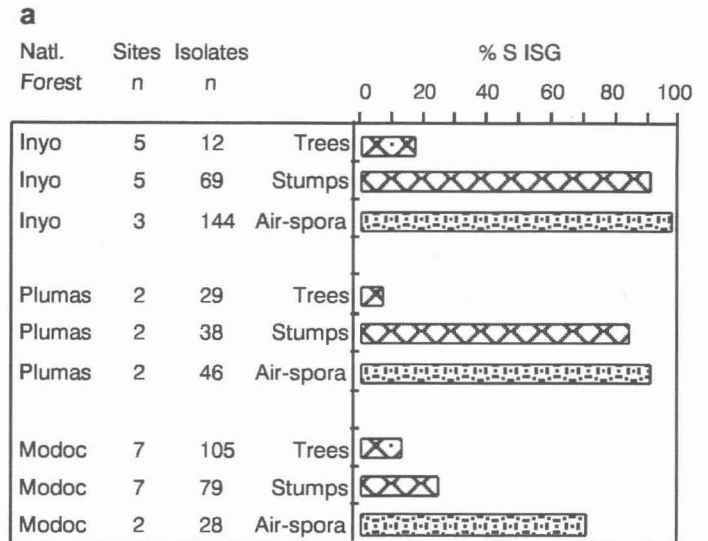 a
Natl. Sites Isolates % S ISG
Forest n n 0 20 40 60 80 100
Inyo 5 12 Trees
Inyo 5 69 Stumps
Inyo 3 144 Air-spora
Plumas 2 29 Trees
Plumas 2 38 Stumps
Plumas 2 46 Air-spora
Modoc 7 105 Trees
Modoc 7 79 Stumps
Modoc 2 28 Air-spora